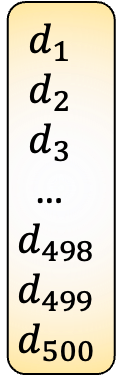 d₁
d₂
d₃
...
d₄₉₈
d₄₉₉
d₅₀₀